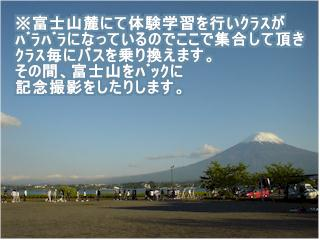 ※富士山麓にて体験学習を行いｸﾗｽが
ﾊﾞﾗﾊﾞﾗになっているのでここで集合して頂き
ｸﾗｽ毎にバスを乗り換えます。
その間、富士山をﾊﾞｯｸに
記念撮影をしたりします。